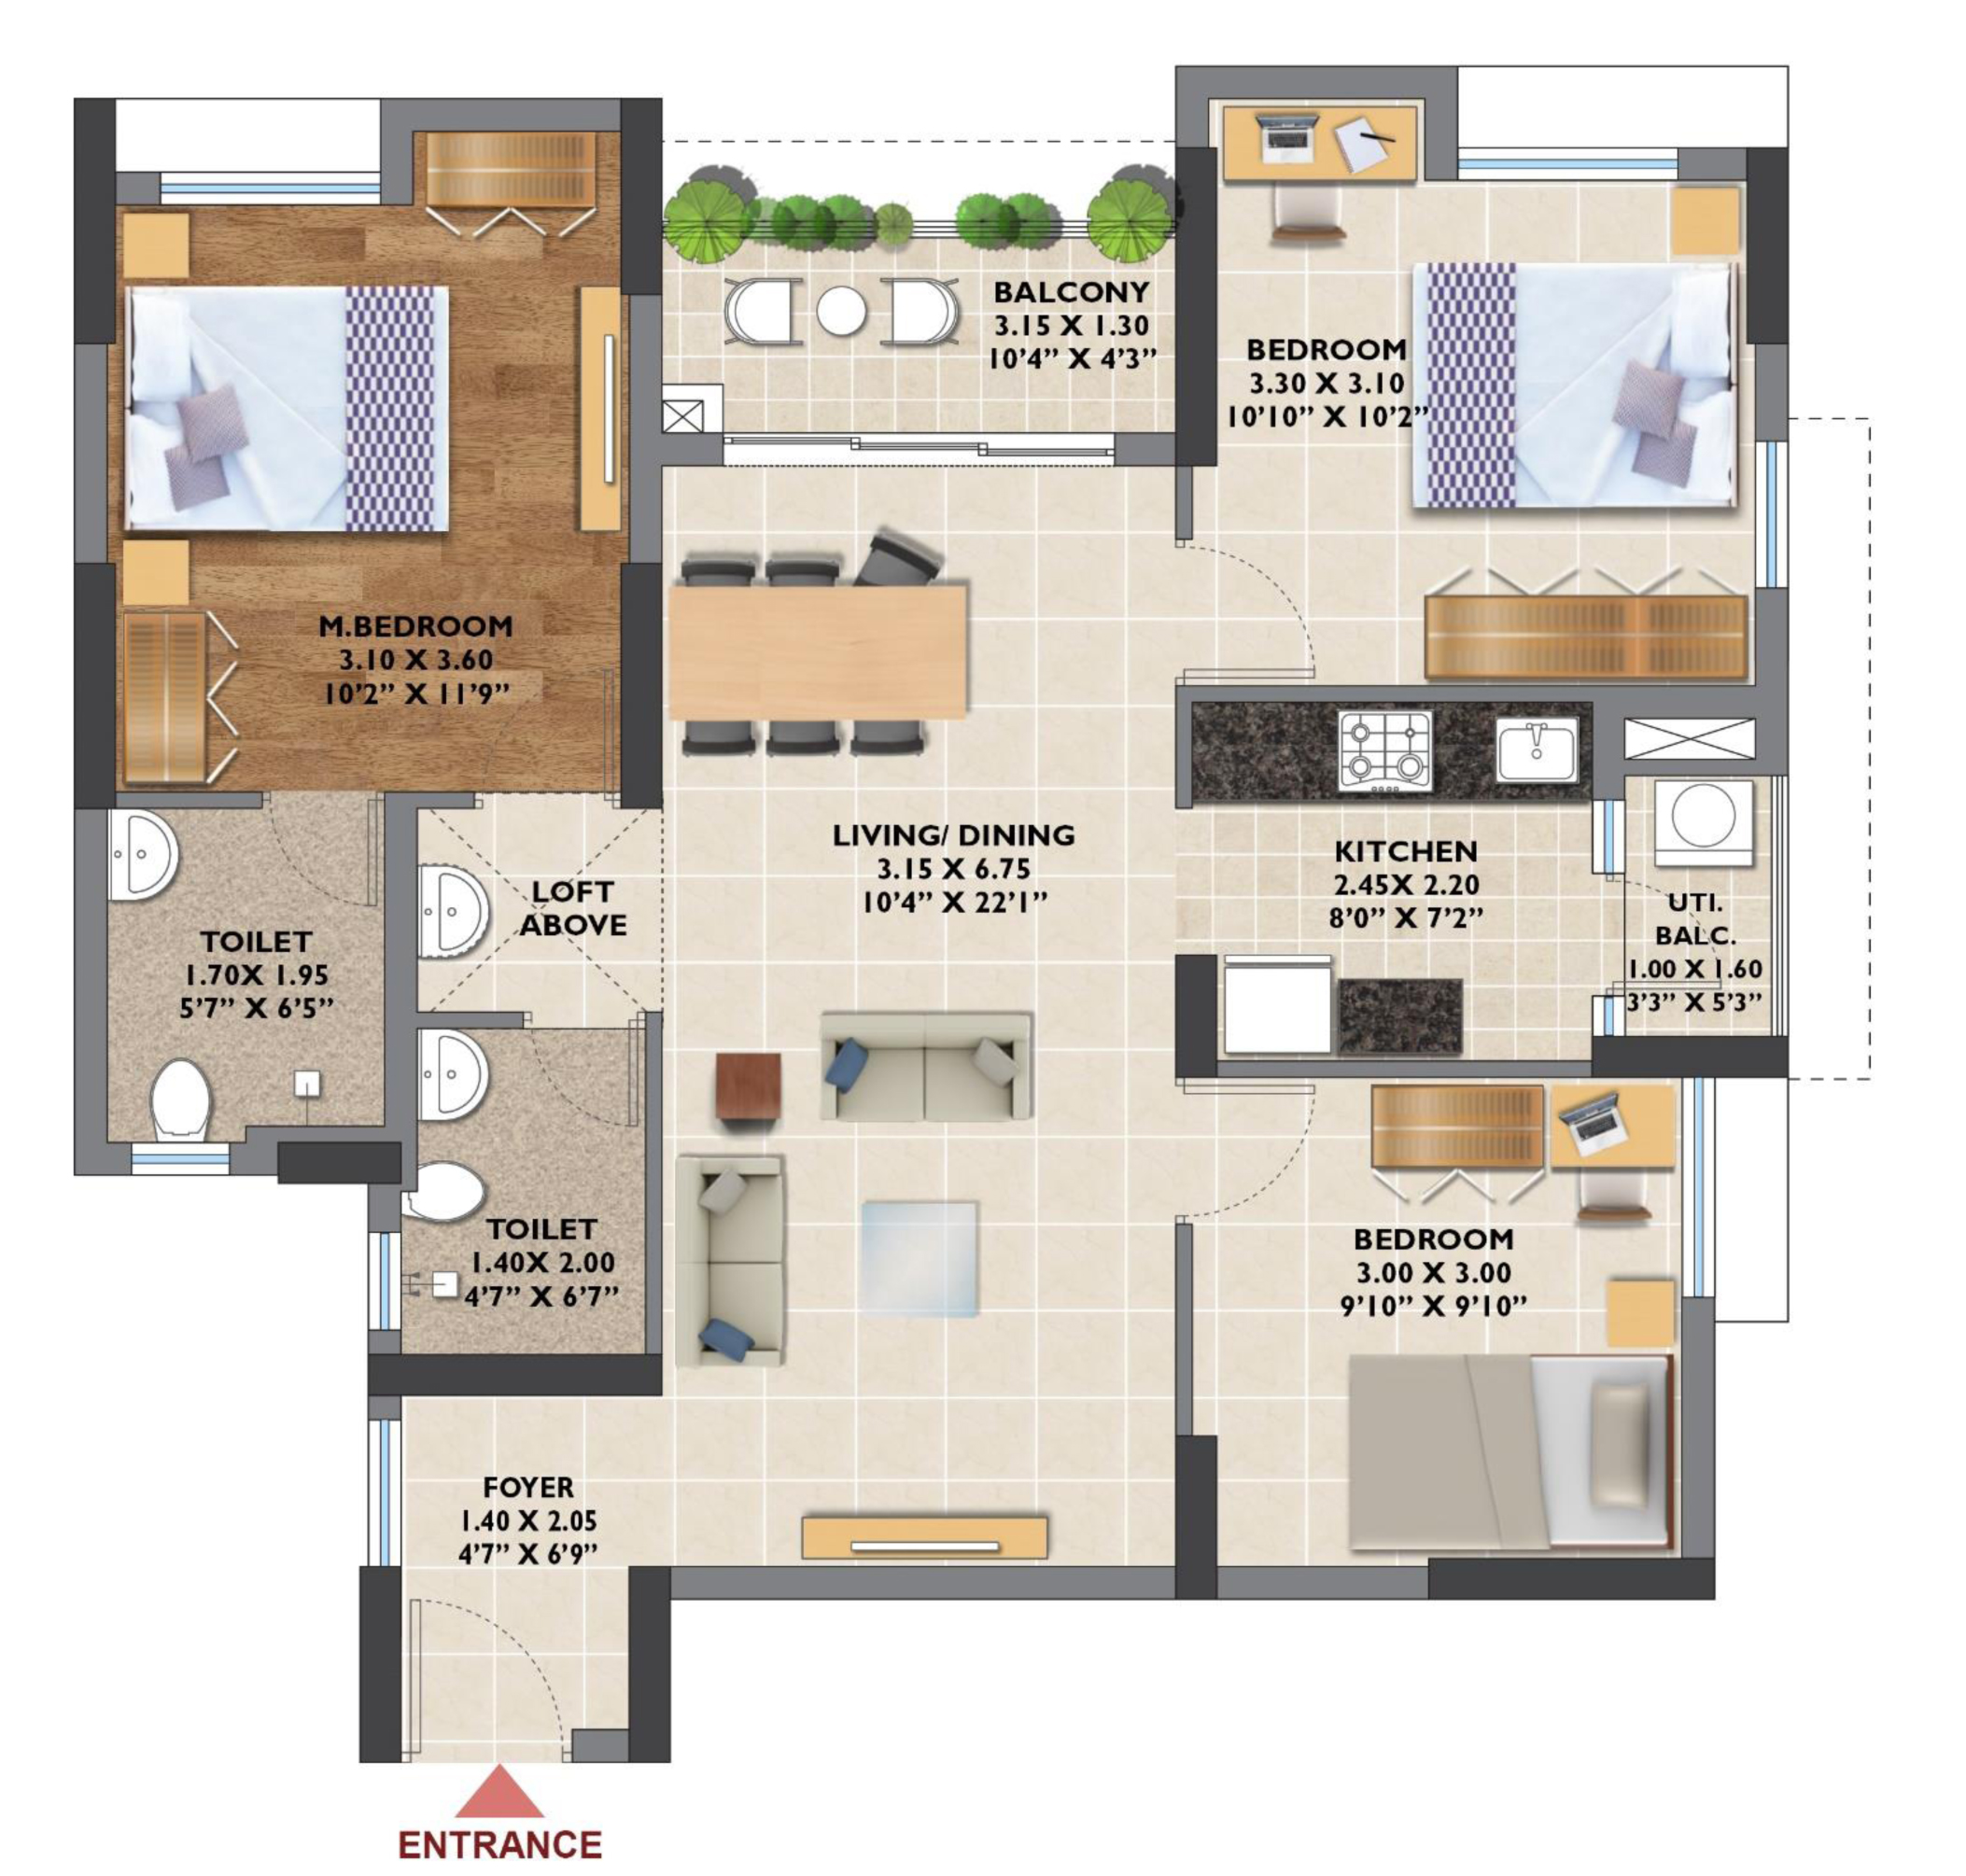 BALCONY
3.15 X 1.30
10'4" X 4'3"
BEDROOM
3.30 X 3.10
10'10" X 10'2"
M.BEDROOM
3.10 X 3.60
10'2" X 11'9"
LIVING/ DINING
3.15 X 6.75
10'4" X 22'1"
KITCHEN
2.45X 2.20
8'0" X 7'2"
LOFT
ABOVE
UTI.
BALC.
1.00 X 1.60
3'3" X 5'3"
TOILET
1.70X 1.95
5'7" X 6'5"
TOILET
1.40X 2.00
4'7" X 6'7"
BEDROOM
3.00 X 3.00
9'10" X 9'10"
FOYER
1.40 X 2.05
4'7" X 6'9"
ENTRANCE